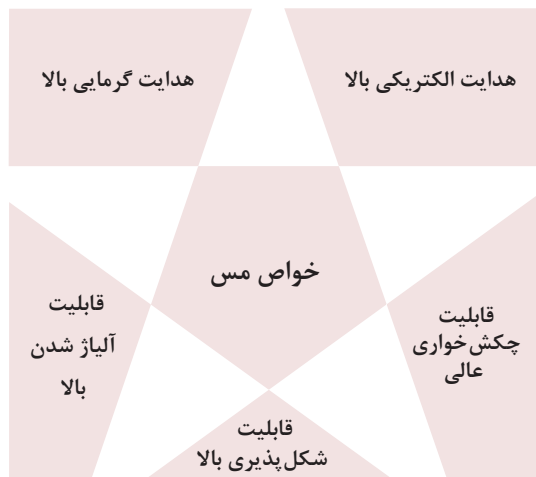 هدایت الکتریکی بالا
هدایت گرمایی بالا
خواص مس
قابلیت
چکش‌خواری
عالی
قابلیت
آلیاژ شدن
بالا
قابلیت
شکل‌پذیری بالا